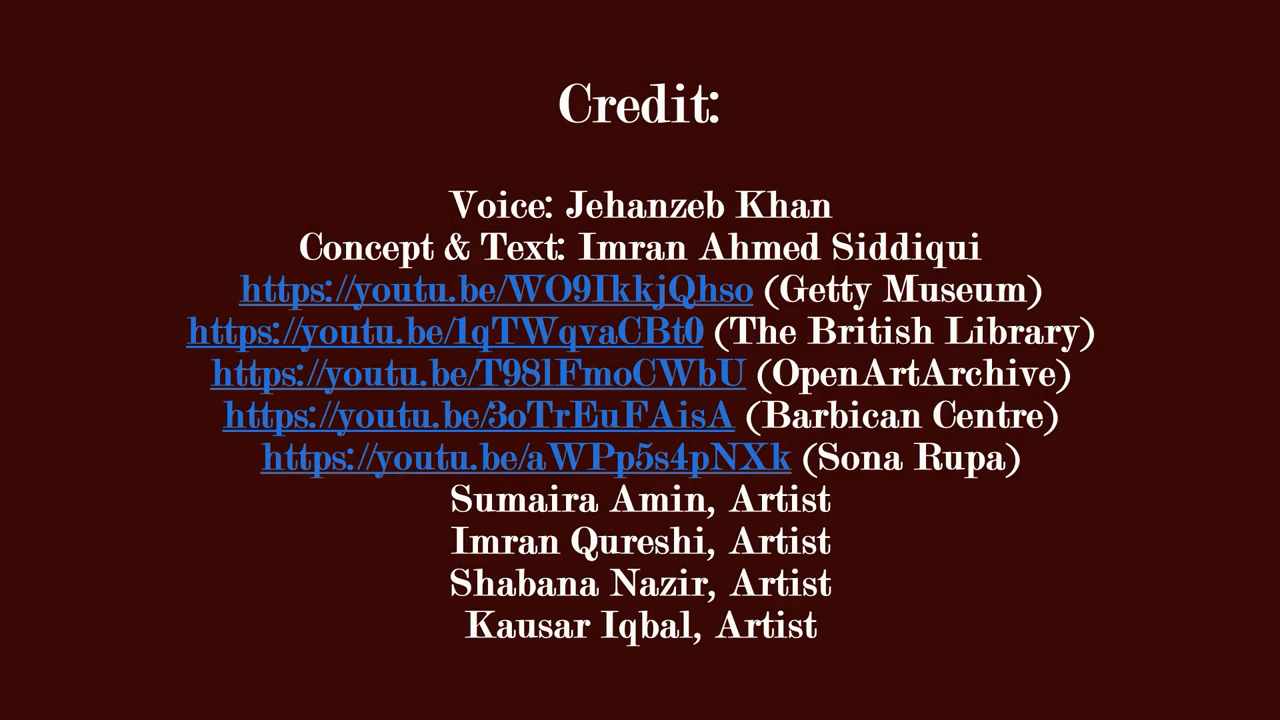 Credit:
Voice: Jehanzeb Khan
Concept & Text: Imran Ahmed Siddiqui
https://youtu.be/WO9IkkjQhso (Getty Museum)
https://youtu.be/1qTWqvaCBt0 (The British Library)
https://youtu.be/T98lFmoCWbU (OpenArtArchive)
https://youtu.be/3oTrEuFAisA (Barbican Centre)
https://youtu.be/aWPp5s4pNXk (Sona Rupa)
Sumaira Amin, Artist
Imran Qureshi, Artist
Shabana Nazir, Artist
Kausar Iqbal, Artist